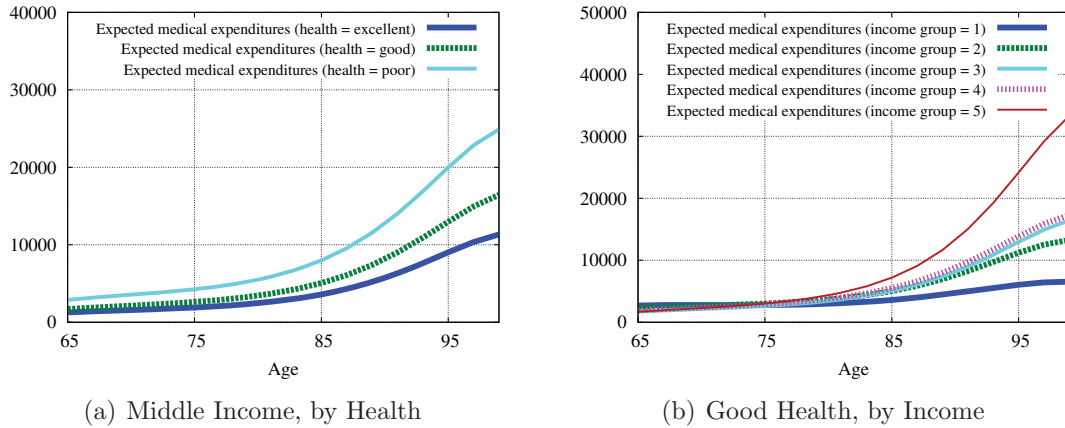 40000
30000
20000
10000
0
65
75
85
95
Expected medical expenditures (health = excellent)
Expected medical expenditures (health = good)
Expected medical expenditures (health = poor)
Age
(a) Middle Income, by Health
50000
40000
30000
20000
10000
0
65
75
85
95
Expected medical expenditures (income group = 1)
Expected medical expenditures (income group = 2)
Expected medical expenditures (income group = 3)
Expected medical expenditures (income group = 4)
Expected medical expenditures (income group = 5)
Age
(b) Good Health, by Income